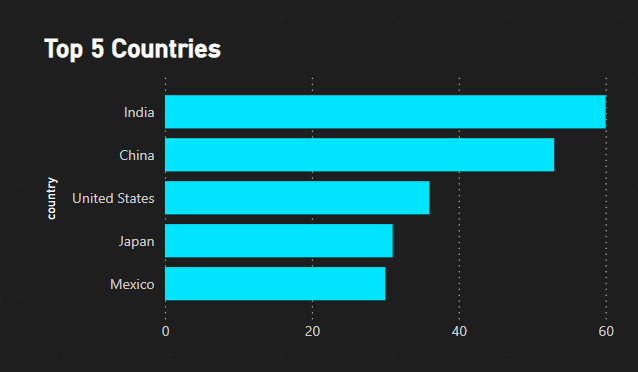 Top 5 Countries
country
India
China
United States
Japan
Mexico
0 20 40 60